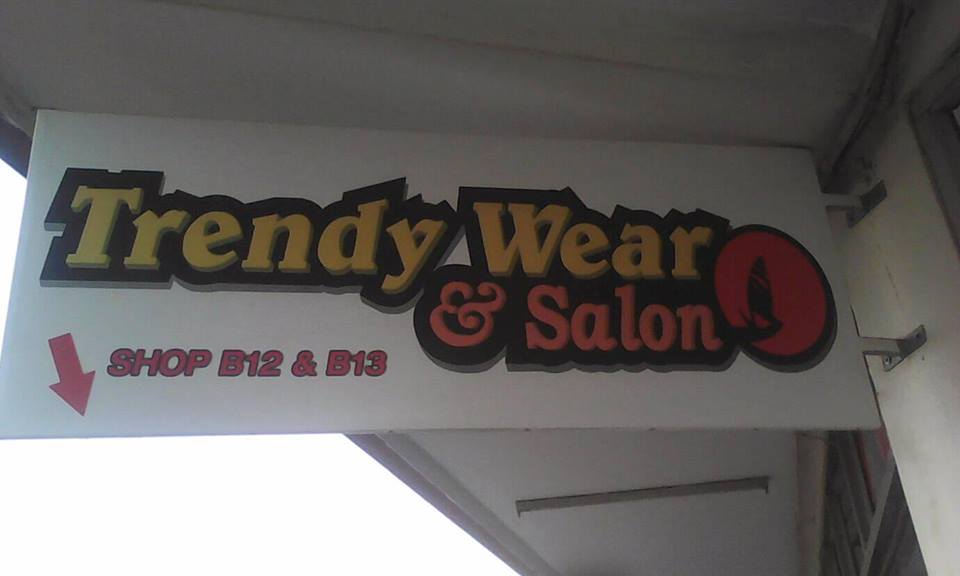 Trendy Wear
& Salon
SHOP B12 & B13